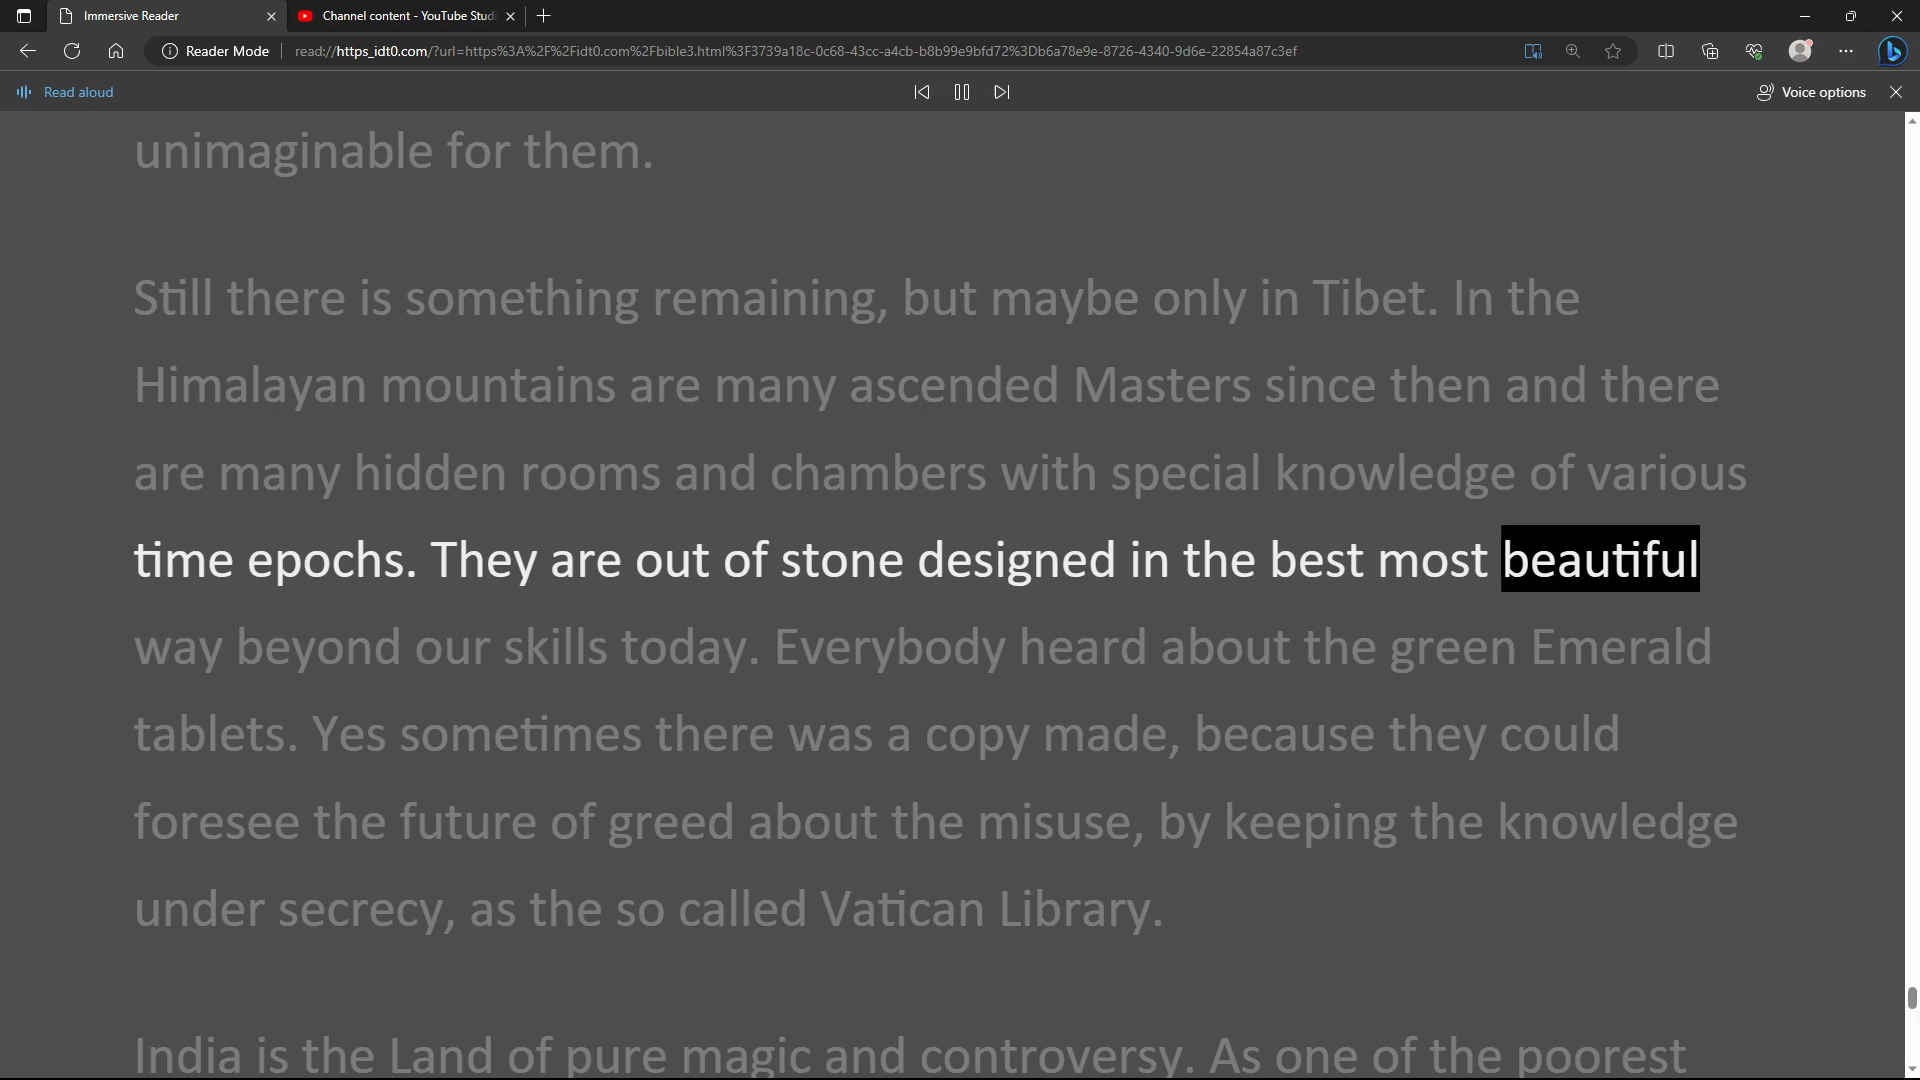 Immersive Reader
Channel content - YouTube Studi
Reader Mode
read://https_idt0.com/?url=https%3A%2F%2Fidt0.com%2Fbible3.html%3F3739a18c-0c68-43cc-a4cb-b8b99e9bfd72%3Db6a78e9e-8726-4340-9d6e-22854a87c3ef
Read aloud
Voice options
unimaginable for them.
Still there is something remaining, but maybe only in Tibet. In the
Himalayan mountains are many ascended Masters since then and there
are many hidden rooms and chambers with special knowledge of various
time epochs. They are out of stone designed in the best most beautiful
way beyond our skills today. Everybody heard about the green Emerald
tablets. Yes sometimes there was a copy made, because they could
foresee the future of greed about the misuse, by keeping the knowledge
under secrecy, as the so called Vatican Library.
India is the Land of pure magic and controversy. As one of the poorest